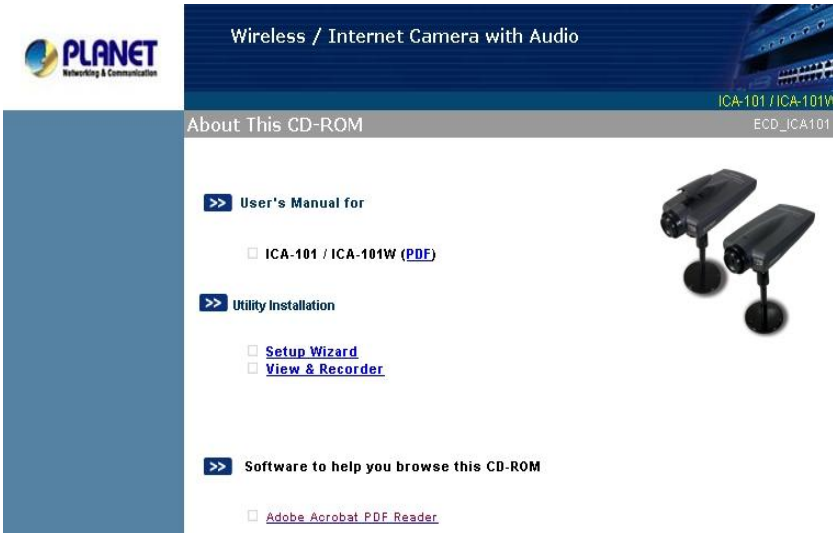 PLANET
Networking & Communication
Wireless / Internet Camera with Audio
ICA-101 / ICA-101W
About This CD-ROM
ECD_ICA101
>> User's Manual for
ICA-101 / ICA-101W (PDF)
>> Utility Installation
Setup Wizard
View & Recorder
>> Software to help you browse this CD-ROM
Adobe Acrobat PDF Reader